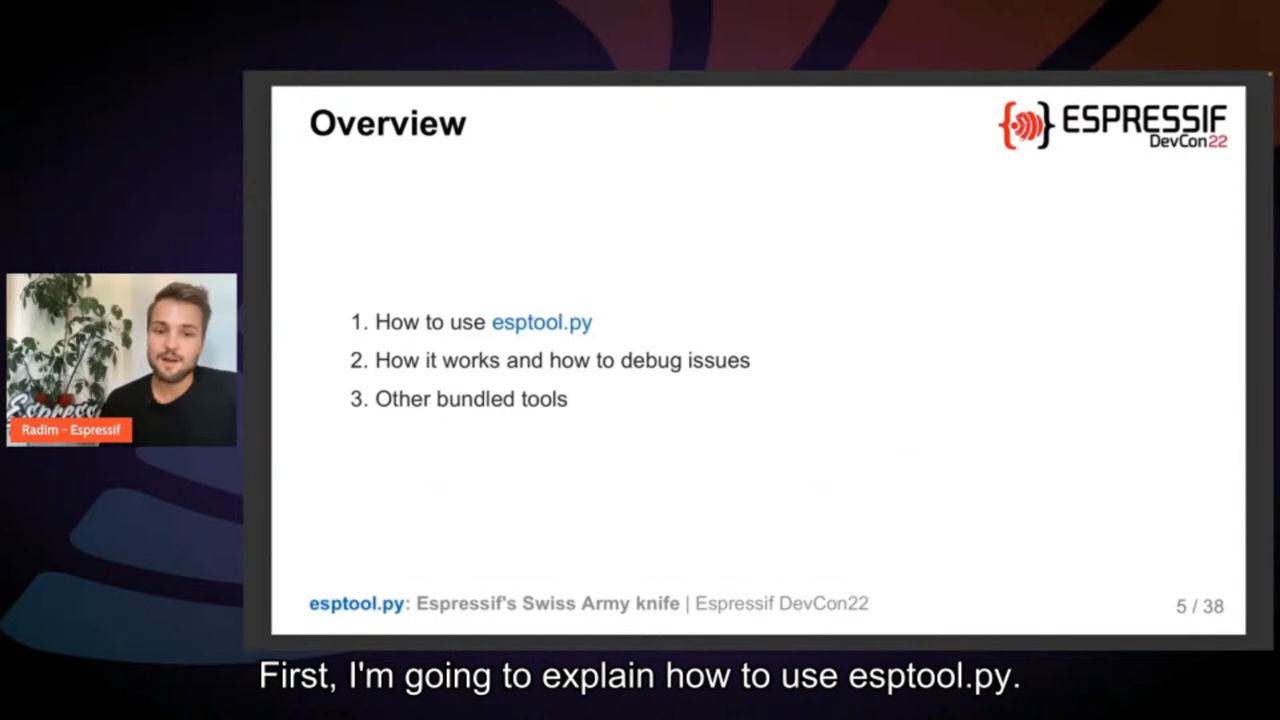 Overview
ESPRESSIF
DevCon22
1. How to use esptool.py
2. How it works and how to debug issues
3. Other bundled tools
Espress
Radim - Espressif
esptool.py: Espressif's Swiss Army knife | Espressif DevCon22
5 / 38
First, I'm going to explain how to use esptool.py.